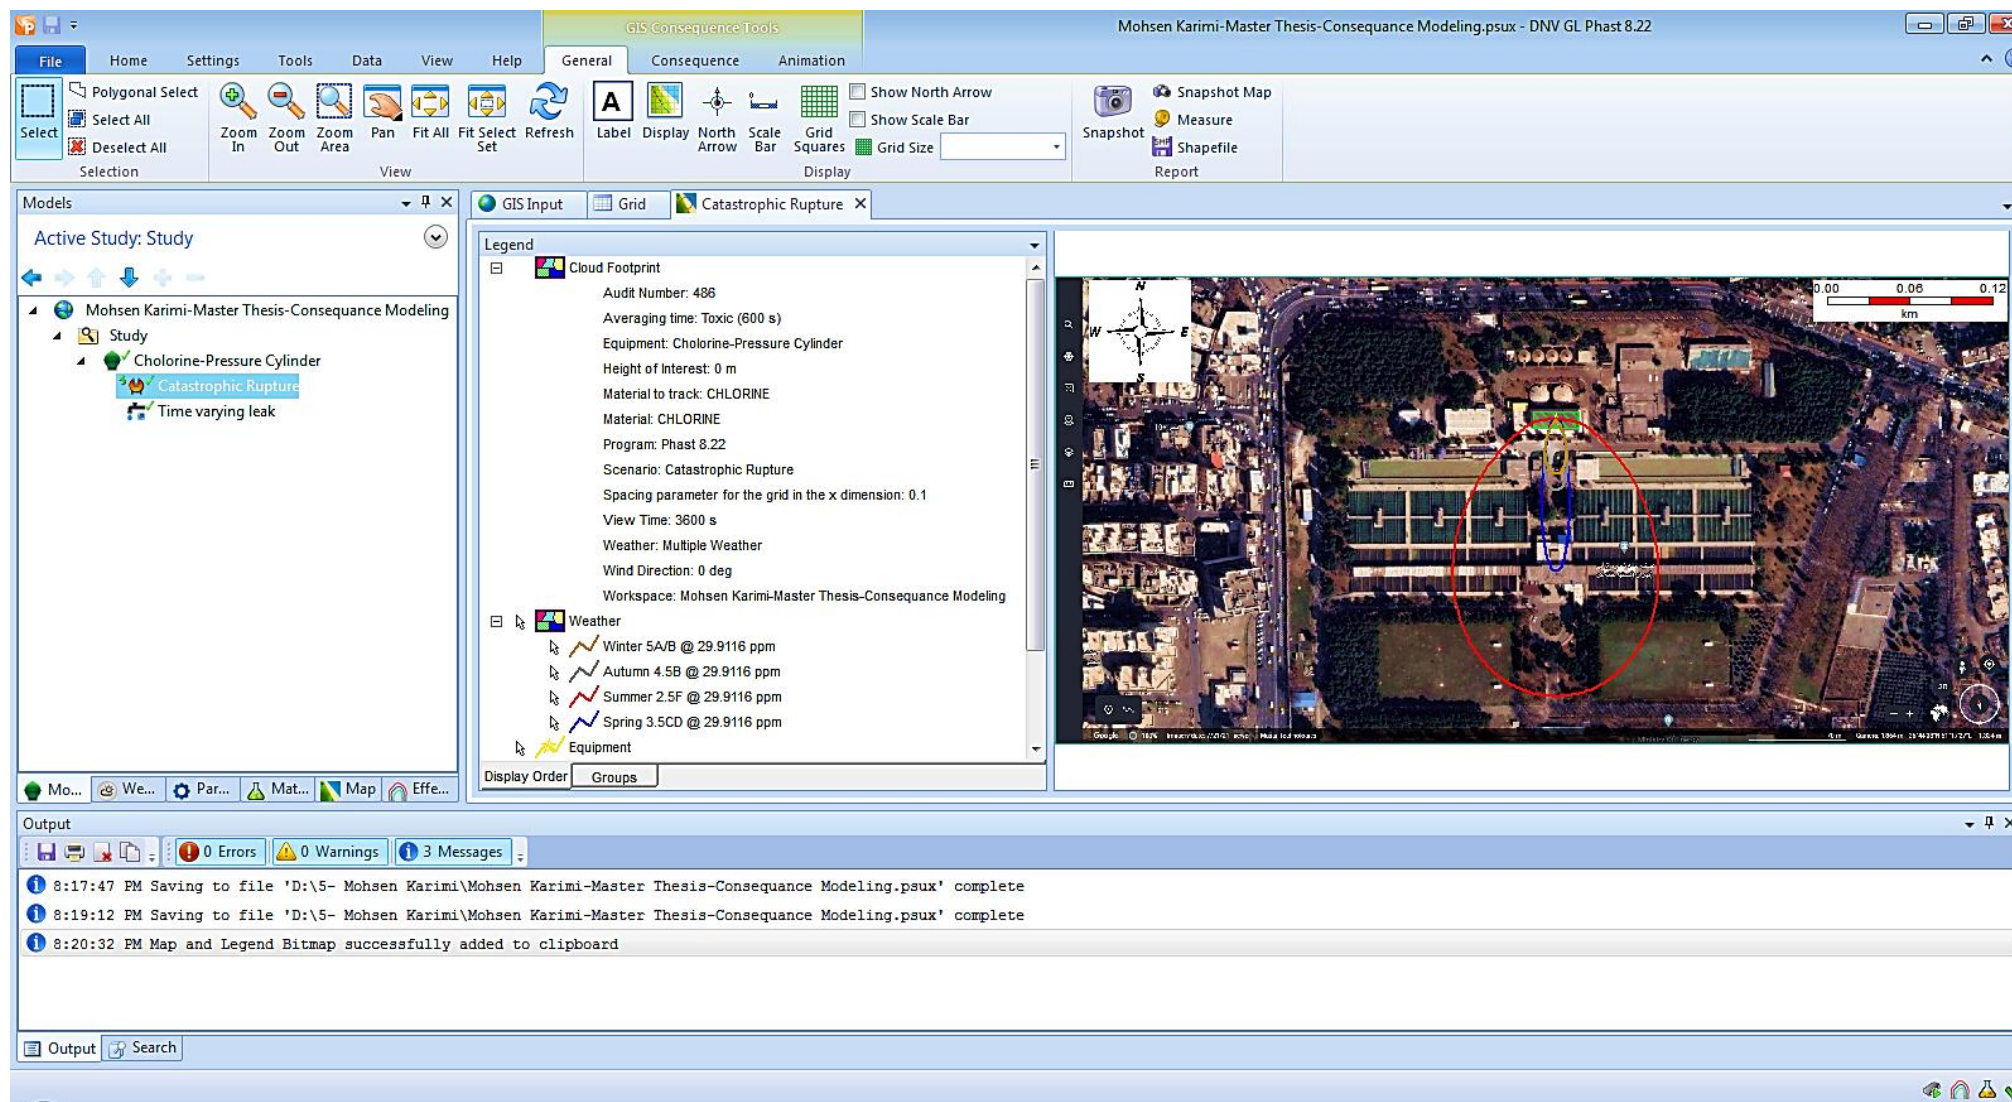 GIS Consequence Tools
Mohsen Karimi-Master Thesis-Consequance Modeling.psux - DNV GL Phast 8.22
File Home Settings Tools Data View Help General Consequence Animation
Select
Polygonal Select
Select All
Deselect All
Selection
Zoom In
Zoom Out
Zoom Area
Pan
Fit All
Fit Select Set
Refresh
View
A
Label
Display
North Arrow
Scale Bar
Grid Squares
Show North Arrow
Show Scale Bar
Grid Size
Display
Snapshot
Snapshot Map
Measure
Shapefile
Report
Models
Active Study: Study
Mohsen Karimi-Master Thesis-Consequance Modeling
Study
Cholorine-Pressure Cylinder
Catastrophic Rupture
Time varying leak
Mo... We... Par... Mat... Map Effe...
GIS Input Grid Catastrophic Rupture
Legend
Cloud Footprint
Audit Number: 486
Averaging time: Toxic (600 s)
Equipment: Cholorine-Pressure Cylinder
Height of Interest: 0 m
Material to track: CHLORINE
Material: CHLORINE
Program: Phast 8.22
Scenario: Catastrophic Rupture
Spacing parameter for the grid in the x dimension: 0.1
View Time: 3600 s
Weather: Multiple Weather
Wind Direction: 0 deg
Workspace: Mohsen Karimi-Master Thesis-Consequance Modeling
Weather
Winter 5A/B @ 29.9116 ppm
Autumn 4.5B @ 29.9116 ppm
Summer 2.5F @ 29.9116 ppm
Spring 3.5CD @ 29.9116 ppm
Equipment
Display Order Groups
N
W E
S
0.00 0.06 0.12
km
Google 100%
Output
0 Errors 0 Warnings 3 Messages
8:17:47 PM Saving to file 'D:\5- Mohsen Karimi\Mohsen Karimi-Master Thesis-Consequance Modeling.psux' complete
8:19:12 PM Saving to file 'D:\5- Mohsen Karimi\Mohsen Karimi-Master Thesis-Consequance Modeling.psux' complete
8:20:32 PM Map and Legend Bitmap successfully added to clipboard
Output Search